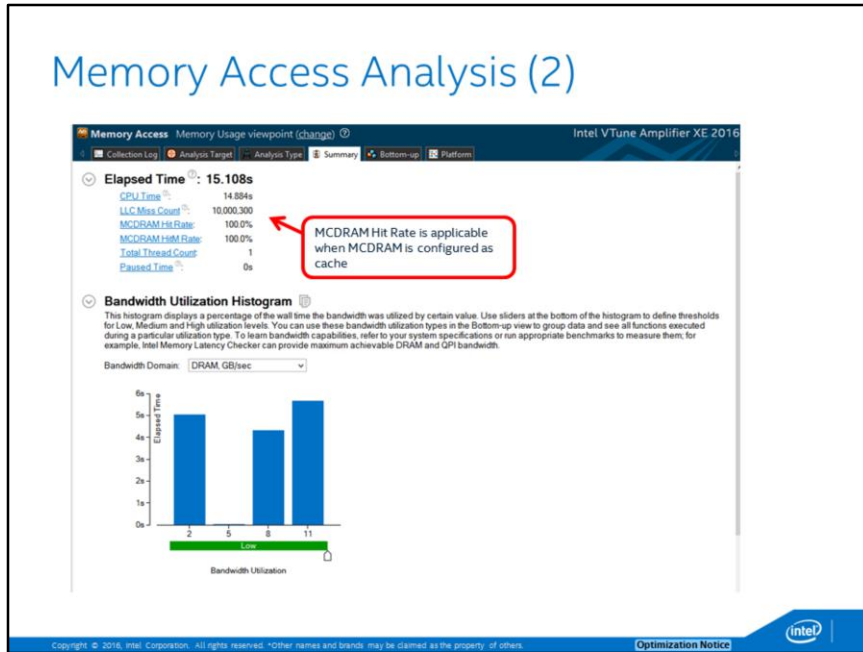 Memory Access Analysis (2)
Memory Access Memory Usage viewpoint (change) ?
Intel VTune Amplifier XE 2016
Collection Log Analysis Target Analysis Type Summary Bottom-up Platform
Elapsed Time ?: 15.108s
CPU Time ?: 14.884s
LLC Miss Count ?: 10,000,300
MCDRAM Hit Rate: 100.0%
MCDRAM HitM Rate: 100.0%
Total Thread Count: 1
Paused Time ?: 0s
MCDRAM Hit Rate is applicable
when MCDRAM is configured as
cache
Bandwidth Utilization Histogram
This histogram displays a percentage of the wall time the bandwidth was utilized by certain value. Use sliders at the bottom of the histogram to define thresholds
for Low, Medium and High utilization levels. You can use these bandwidth utilization types in the Bottom-up view to group data and see all functions executed
during a particular utilization type. To learn bandwidth capabilities, refer to your system specifications or run appropriate benchmarks to measure them; for
example, Intel Memory Latency Checker can provide maximum achievable DRAM and QPI bandwidth.
Bandwidth Domain: DRAM, GB/sec
6s
5s
4s
3s
2s
1s
0s
Elapsed Time
2 5 8 11
Low
Bandwidth Utilization
Copyright © 2016, Intel Corporation. All rights reserved. *Other names and brands may be claimed as the property of others.
Optimization Notice
intel